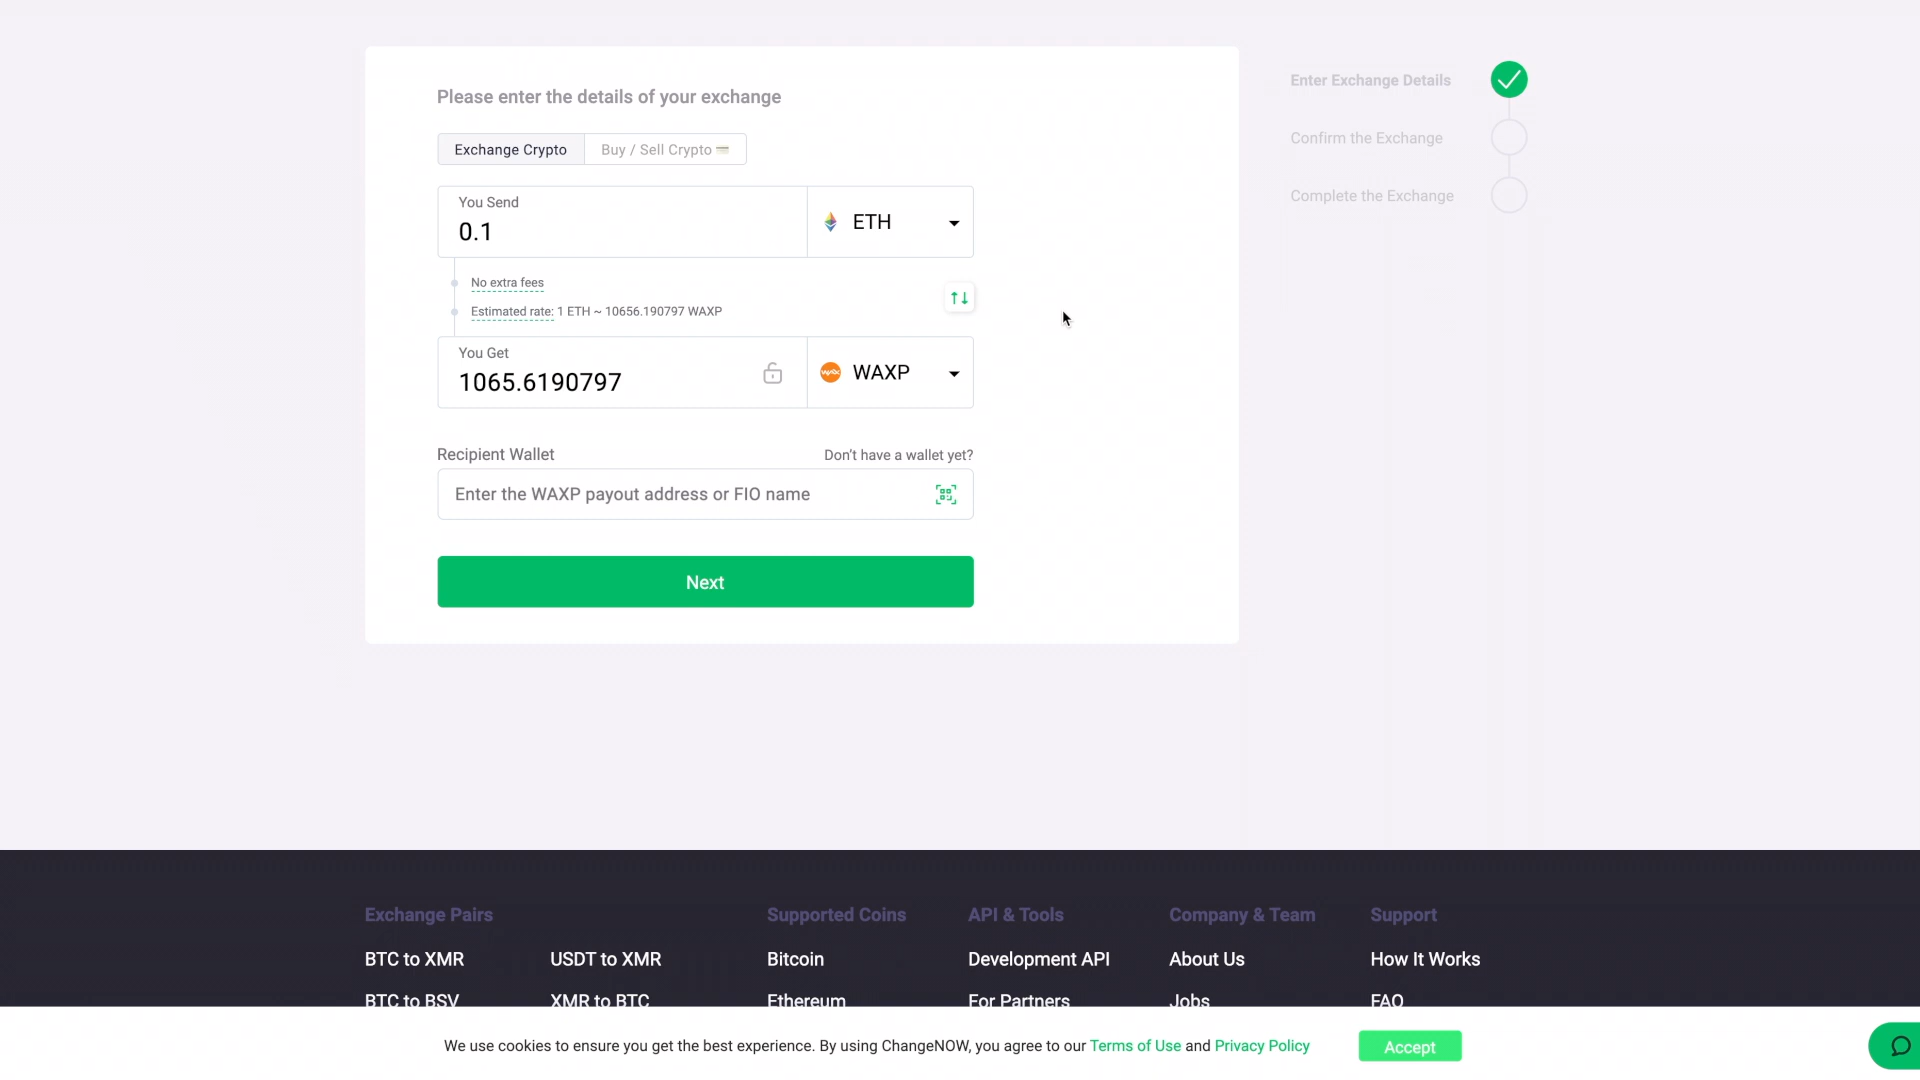 Please enter the details of your exchange
Exchange Crypto
Buy / Sell Crypto
You Send
0.1
ETH
No extra fees
Estimated rate: 1 ETH ~ 10656.190797 WAXP
You Get
1065.6190797
WAXP
Recipient Wallet
Don't have a wallet yet?
Enter the WAXP payout address or FIO name
Next
Enter Exchange Details
Confirm the Exchange
Complete the Exchange
Exchange Pairs
Supported Coins
API & Tools
Company & Team
Support
BTC to XMR
USDT to XMR
Bitcoin
Development API
About Us
How It Works
BTC to BSV
XMR to BTC
Ethereum
For Partners
Jobs
FAQ
We use cookies to ensure you get the best experience. By using ChangeNOW, you agree to our Terms of Use and Privacy Policy
Accept